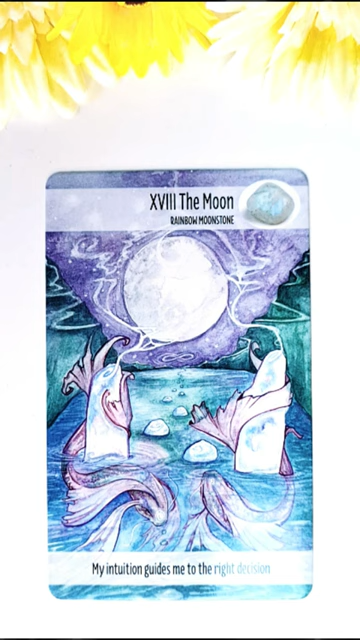 XVIII The Moon
RAINBOW MOONSTONE
My intuition guides me to the right decision